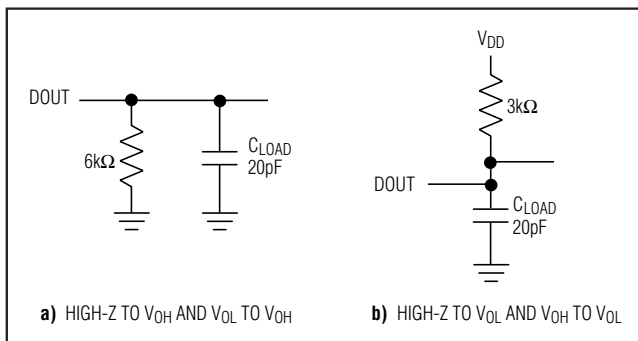 DOUT
6kΩ
CLOAD
20pF
a) HIGH-Z TO VOH AND VOL TO VOH
VDD
3kΩ
DOUT
CLOAD
20pF
b) HIGH-Z TO VOL AND VOH TO VOL